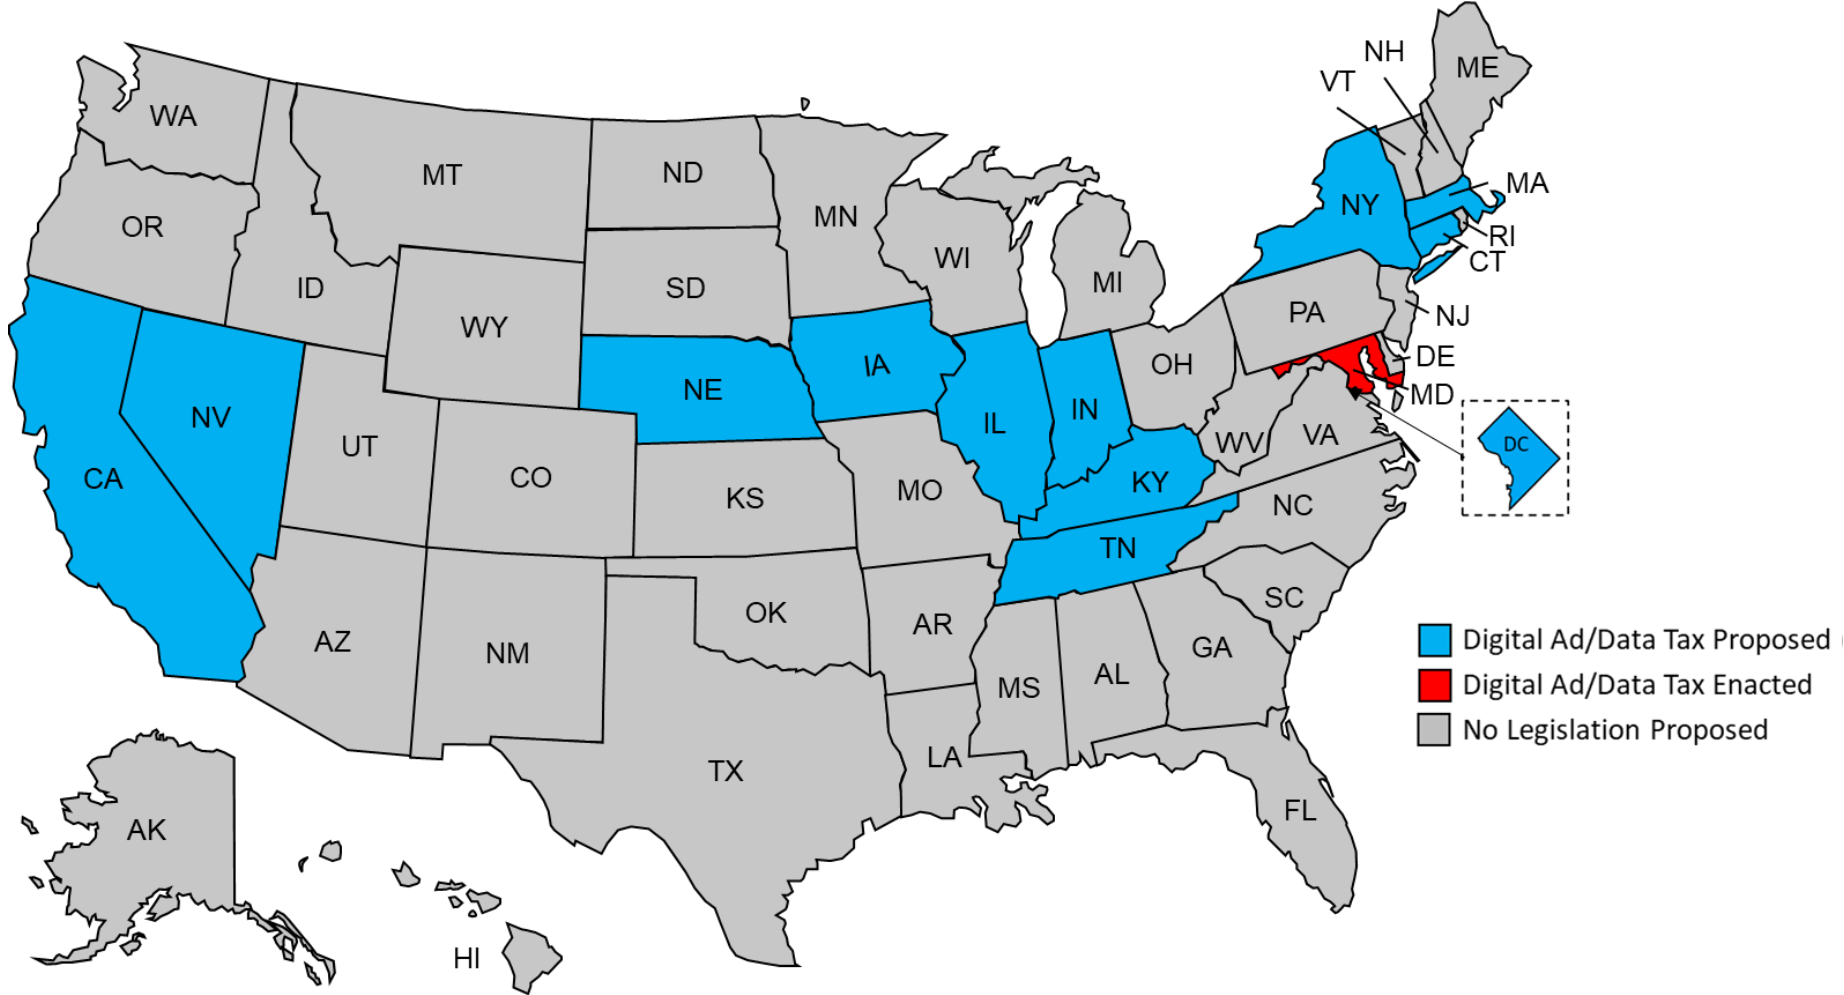 NH
ME
VT
WA
MT
ND
MA
NY
MN
OR
RI
WI
CT
MI
ID
SD
PA
NJ
WY
DE
OH
IA
NE
MD
IN
NV
IL
VA
WV
DC
UT
CO
CA
KY
MO
KS
NC
TN
SC
OK
AR
AZ
GA
NM
AL
MS
Digital Ad/Data Tax Proposed (
Digital Ad/Data Tax Enacted
No Legislation Proposed
LA
TX
FL
AK
HI